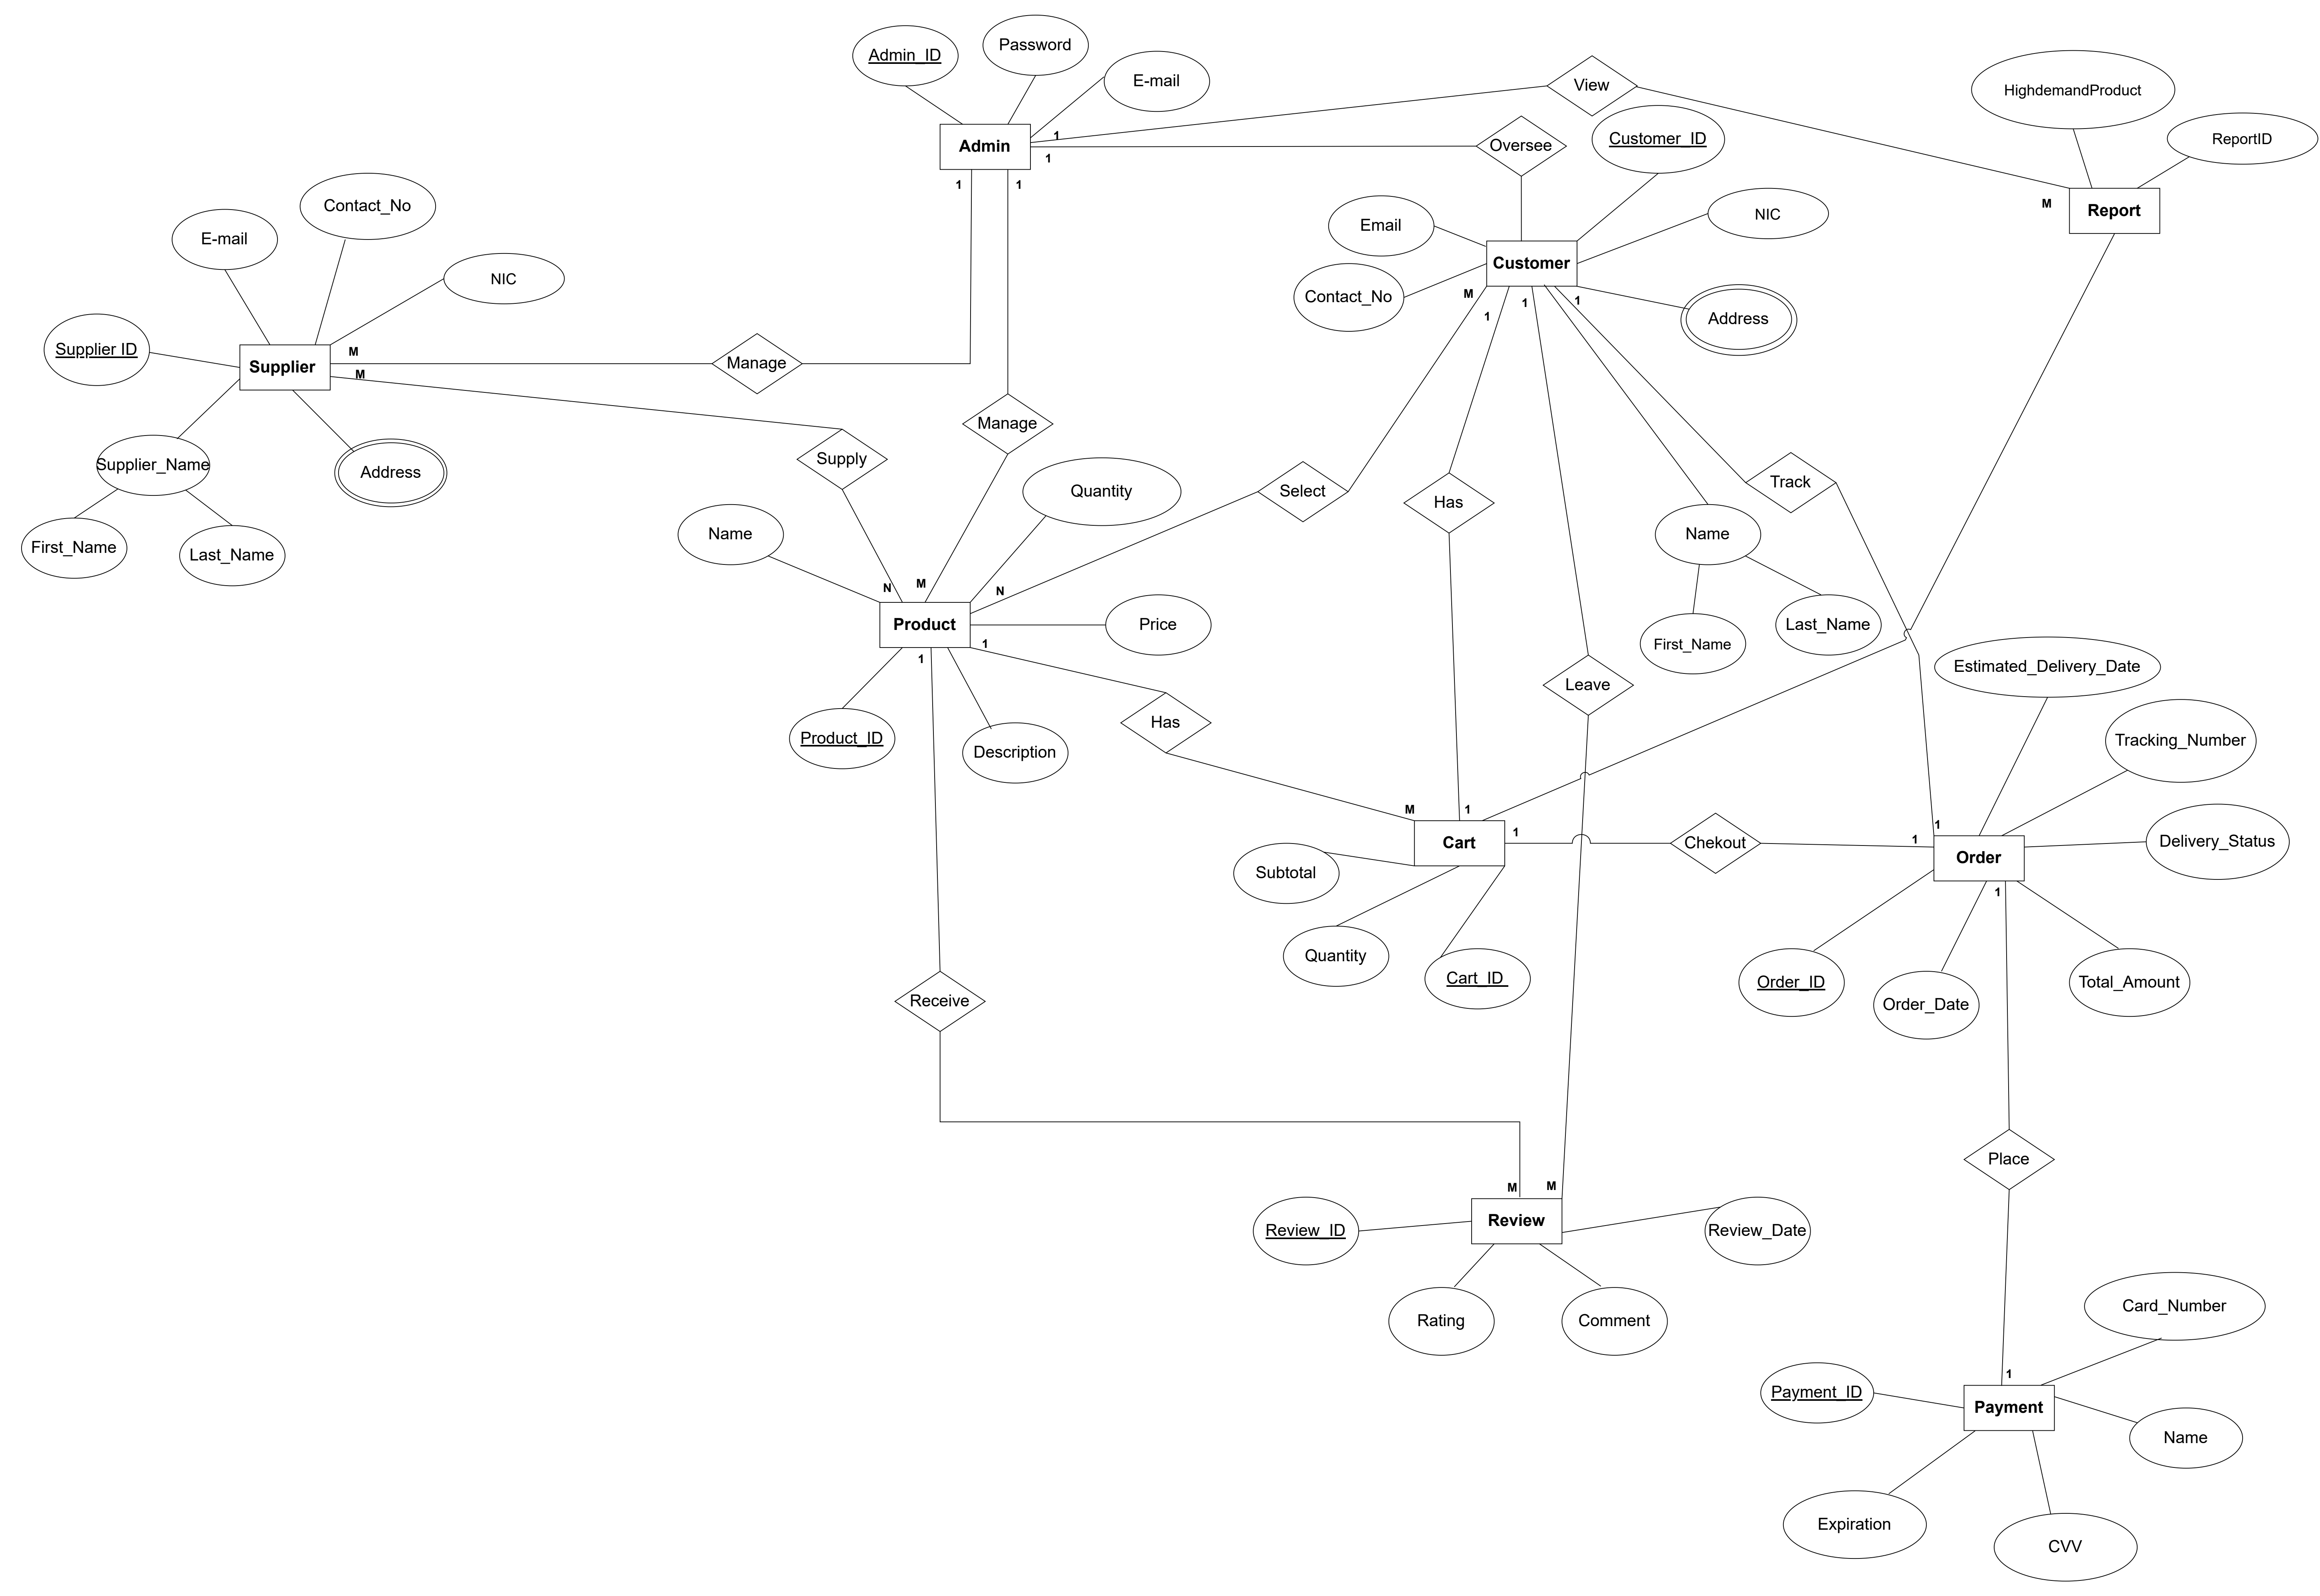 Password
Admin_ID
E-mail
View
HighdemandProduct
1
Admin
1
Oversee
Customer_ID
ReportID
1
1
Contact_No
M
Report
E-mail
Email
NIC
NIC
Customer
Contact_No
M
1
1
1
Address
Supplier ID
M
Supplier
M
Manage
Manage
Supply
Supplier_Name
Address
Quantity
Select
Has
Track
First_Name
Last_Name
Name
Name
N
M
N
Product
Price
First_Name
Last_Name
1
1
Estimated_Delivery_Date
Leave
Product_ID
Description
Has
Tracking_Number
M
1
1
1
1
Cart
Chekout
Order
Delivery_Status
Subtotal
1
Quantity
Cart_ID
Order_ID
Order_Date
Total_Amount
Receive
Place
M
M
Review_ID
Review
Review_Date
Rating
Comment
Card_Number
1
Payment_ID
Payment
Name
Expiration
CVV